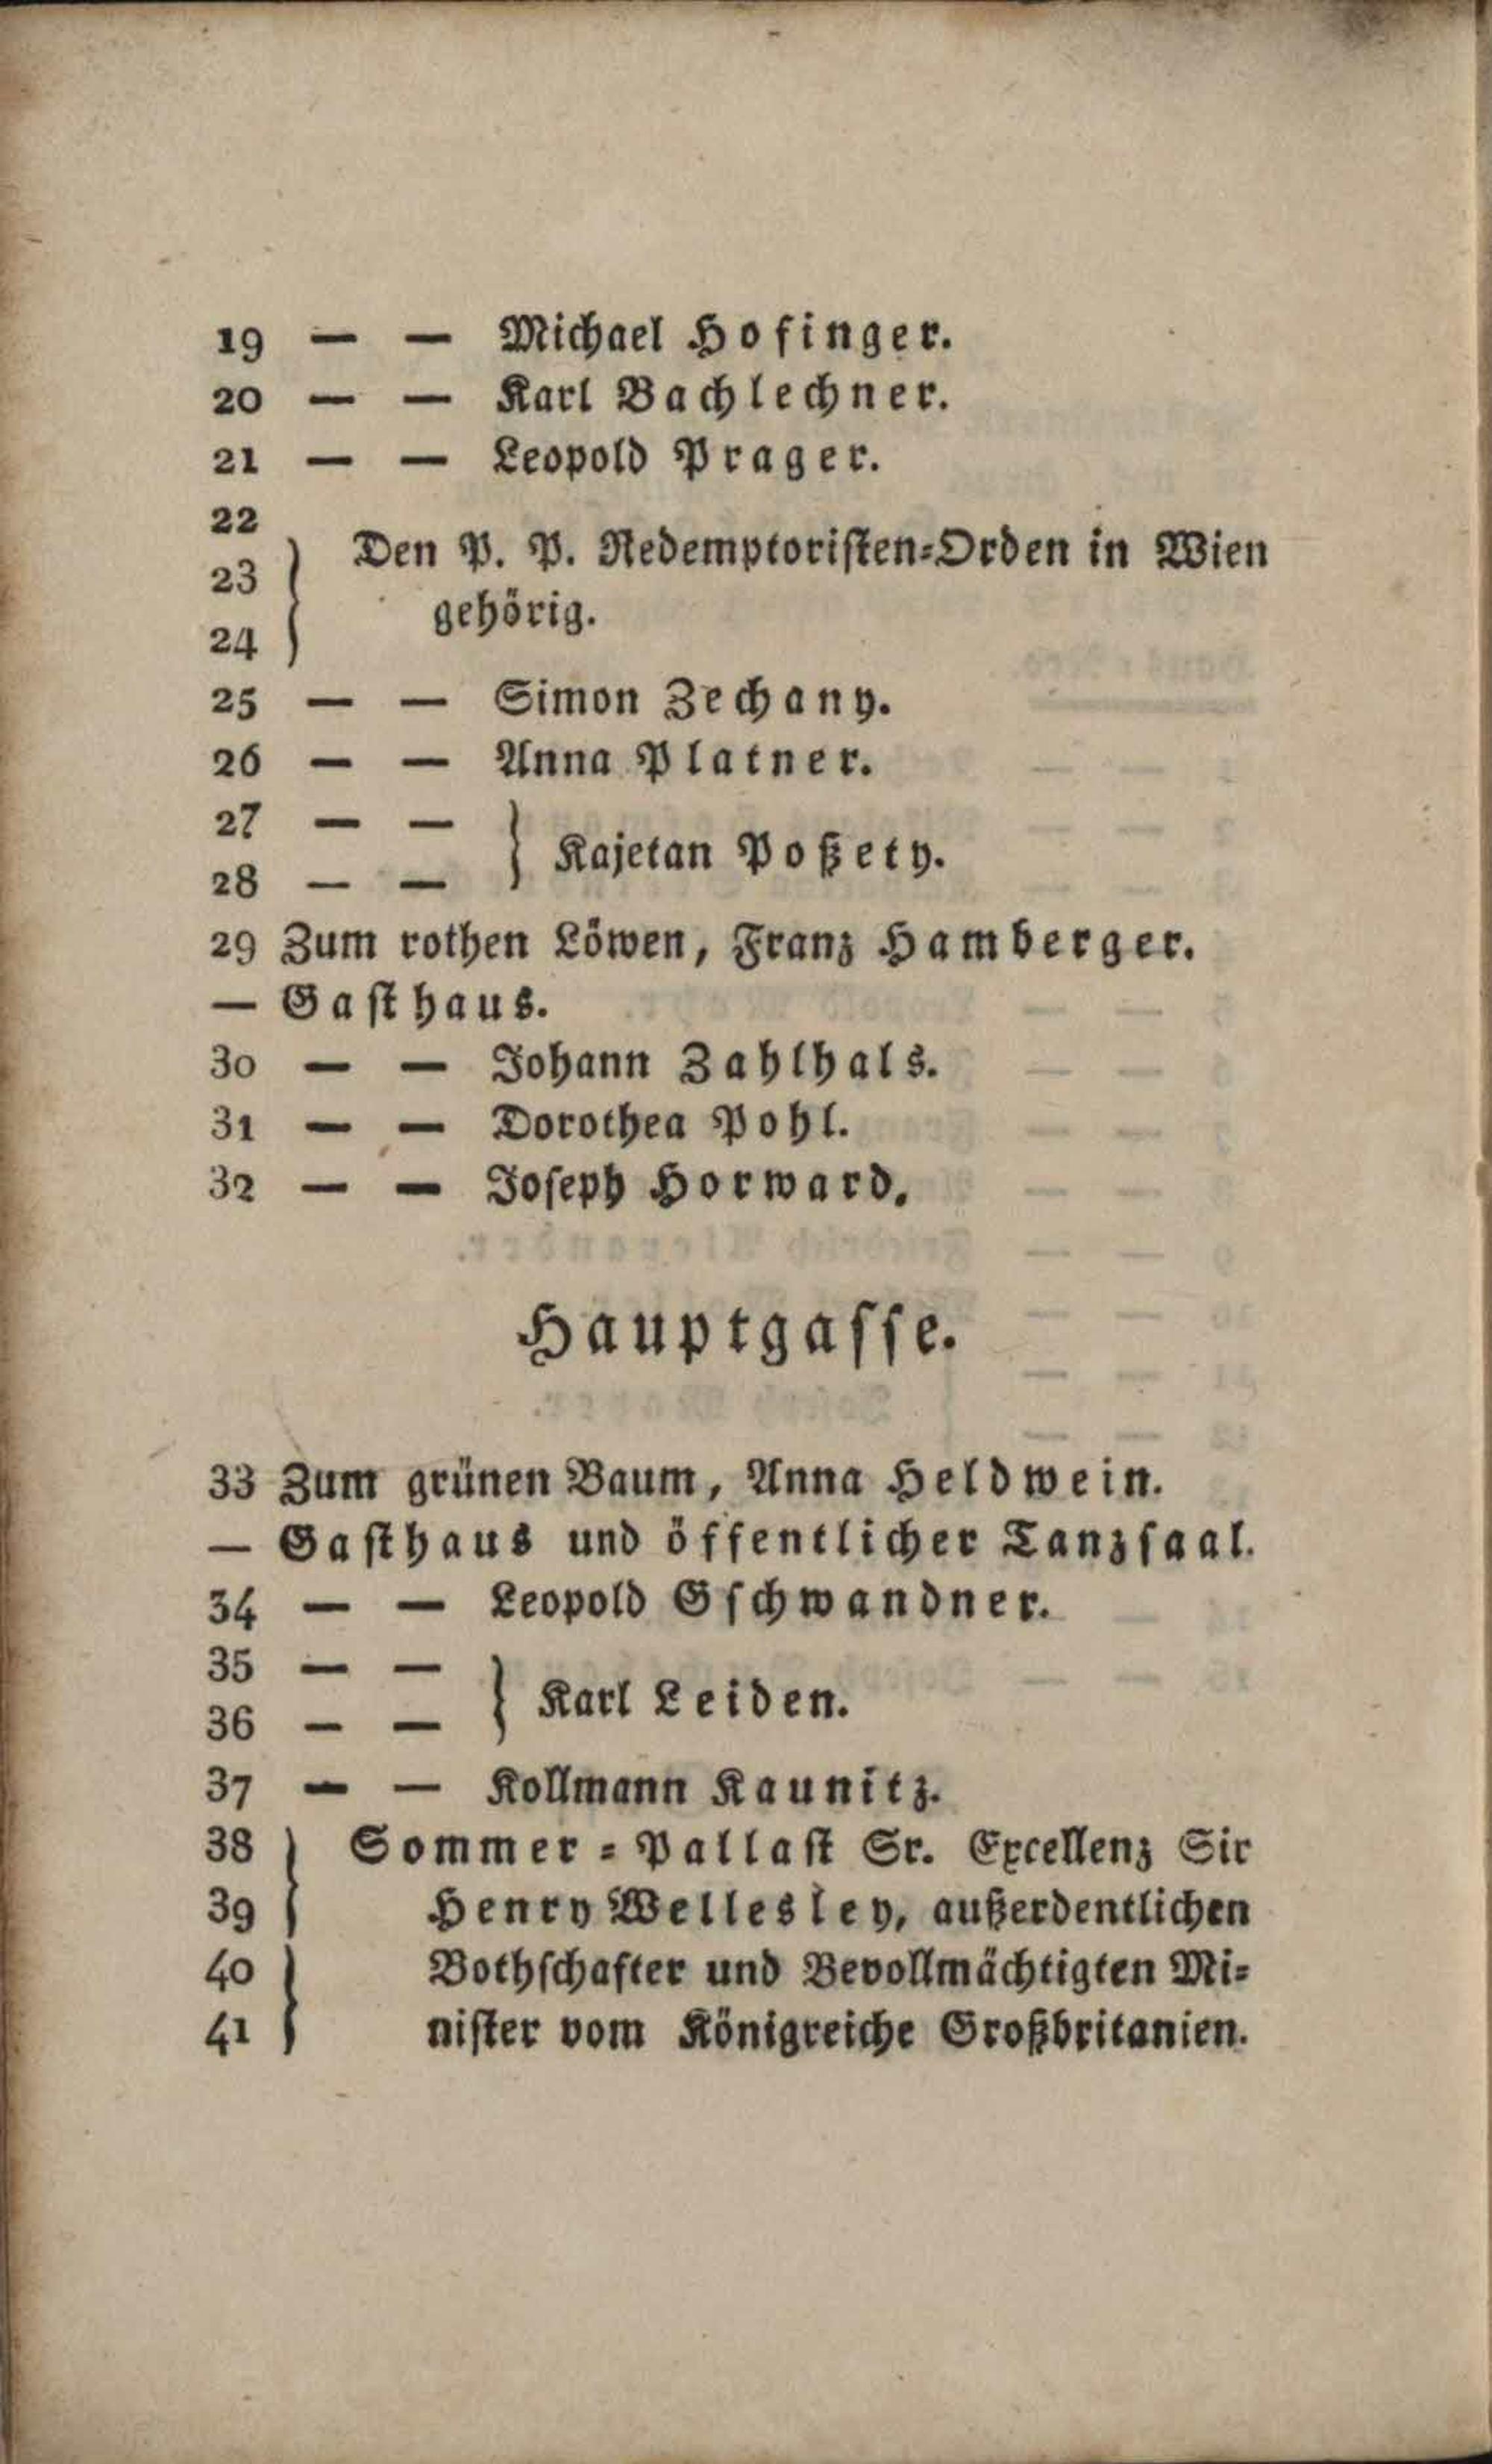 19 — — Michael Hofinger.
20 — — Karl Bachlechner.
21 — — Leopold Prager.
22
23 } Den P. P. Redemptoristen-Orden in Wien
24 gehörig.
25 — — Simon Zechany.
26 — — Anna Platner.
27 — —
28 — — } Kajetan Poßety.
29 Zum rothen Löwen, Franz Hamberger.
— Gasthaus.
30 — — Johann Zahlhals.
31 — — Dorothea Pohl.
32 — — Joseph Horward.
Hauptgasse.
33 Zum grünen Baum, Anna Heldwein.
— Gasthaus und öffentlicher Tanzsaal.
34 — — Leopold Gschwandner.
35 — —
36 — — } Karl Leiden.
37 — — Kollmann Kaunitz.
38 } Sommer-Pallast Sr. Excellenz Sir
39 Henry Wellesley, außerdentlichen
40 } Bothschafter und Bevollmächtigten Mi-
41 nister vom Königreiche Großbritanien.